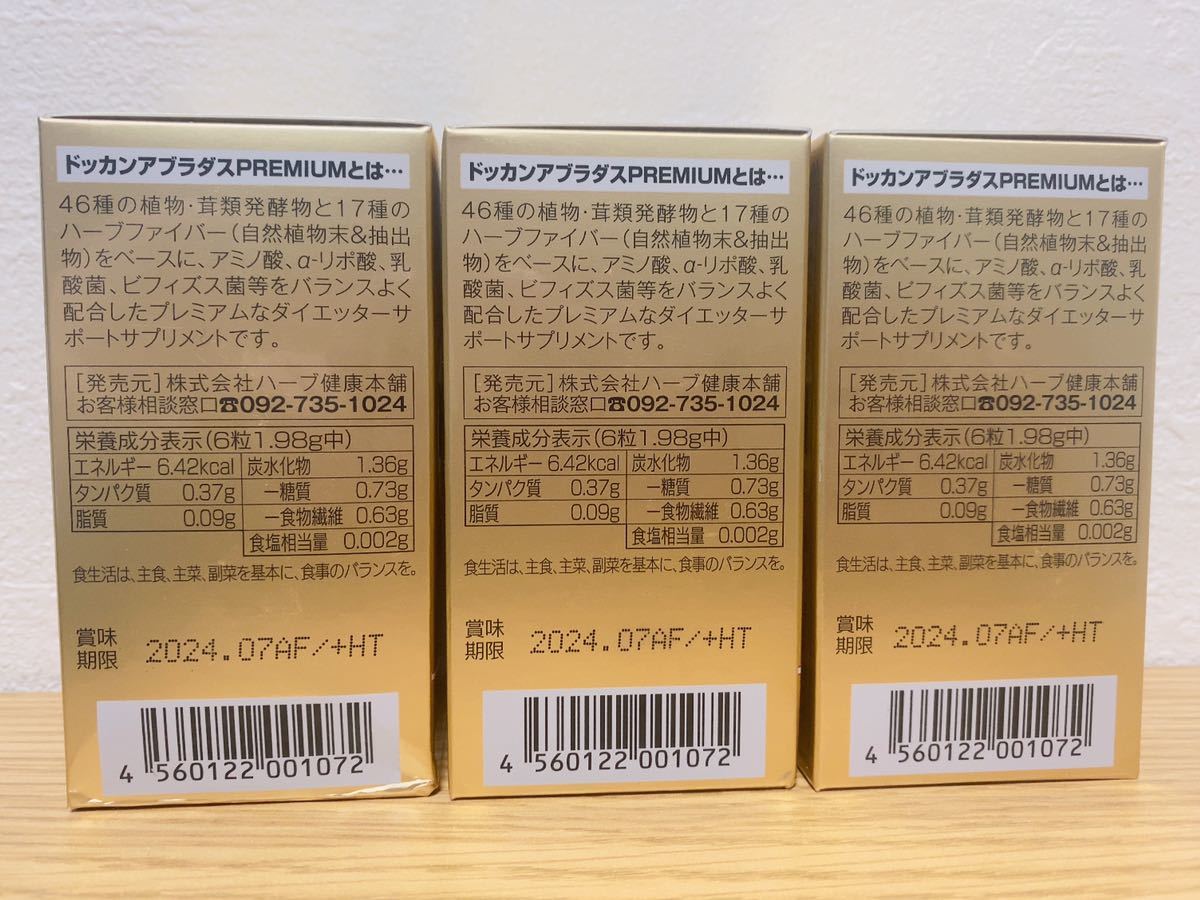 ドッカンアブラダスPREMIUMとは…
46種の植物・茸類発酵物と17種の
ハーブファイバー(自然植物末&抽出
物)をベースに、アミノ酸、α-リポ酸、乳
酸菌、ビフィズス菌等をバランスよく
配合したプレミアムなダイエッターサ
ポートサプリメントです。
[発売元]株式会社ハーブ健康本舗
お客様相談窓口☎092-735-1024
栄養成分表示(6粒1.98g中)
エネルギー 6.42kcal 炭水化物 1.36g
タンパク質 0.37g ー糖質 0.73g
脂質 0.09g ー食物繊維 0.63g
食塩相当量 0.002g
食生活は、主食、主菜、副菜を基本に、食事のバランスを。
賞味
期限 2024.07AF/+HT
4 560122 001072
ドッカンアブラダスPREMIUMとは…
46種の植物・茸類発酵物と17種の
ハーブファイバー(自然植物末&抽出
物)をベースに、アミノ酸、α-リポ酸、乳
酸菌、ビフィズス菌等をバランスよく
配合したプレミアムなダイエッターサ
ポートサプリメントです。
[発売元]株式会社ハーブ健康本舗
お客様相談窓口☎092-735-1024
栄養成分表示(6粒1.98g中)
エネルギー 6.42kcal 炭水化物 1.36g
タンパク質 0.37g ー糖質 0.73g
脂質 0.09g ー食物繊維 0.63g
食塩相当量 0.002g
食生活は、主食、主菜、副菜を基本に、食事のバランスを。
賞味
期限 2024.07AF/+HT
4 560122 001072
ドッカンアブラダスPREMIUMとは…
46種の植物・茸類発酵物と17種の
ハーブファイバー(自然植物末&抽出
物)をベースに、アミノ酸、α-リポ酸、乳
酸菌、ビフィズス菌等をバランスよく
配合したプレミアムなダイエッターサ
ポートサプリメントです。
[発売元]株式会社ハーブ健康本舗
お客様相談窓口☎092-735-1024
栄養成分表示(6粒1.98g中)
エネルギー 6.42kcal 炭水化物 1.36g
タンパク質 0.37g ー糖質 0.73g
脂質 0.09g ー食物繊維 0.63g
食塩相当量 0.002g
食生活は、主食、主菜、副菜を基本に、食事のバランスを。
賞味
期限 2024.07AF/+HT
4 560122 001072